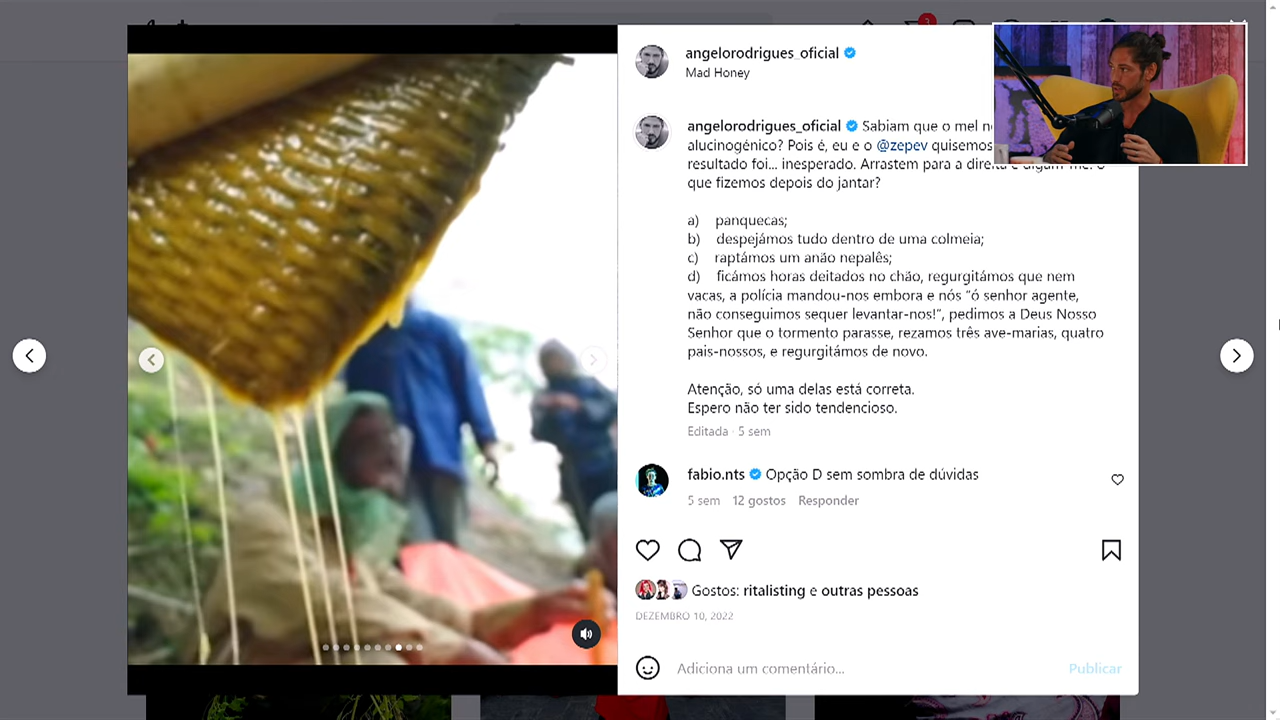 angelorodrigues_oficial
Mad Honey
angelorodrigues_oficial Sabiam que o mel
alucinogénico? Pois é, eu e o @zepev quisemos
resultado foi... inesperado. Arrastem para a direita e digam-me: o
que fizemos depois do jantar?
a) panquecas;
b) despejámos tudo dentro de uma colmeia;
c) raptámos um anão nepalês;
d) ficámos horas deitados no chão, regurgitámos que nem
vacas, a polícia mandou-nos embora e nós “ó senhor agente,
não conseguimos sequer levantar-nos!”, pedimos a Deus Nosso
Senhor que o tormento parasse, rezamos três ave-marias, quatro
pais-nossos, e regurgitámos de novo.
Atenção, só uma delas está correta.
Espero não ter sido tendencioso.
Editada · 5 sem
fabio.nts Opção D sem sombra de dúvidas
5 sem 12 gostos Responder
Gostos: ritalisting e outras pessoas
DEZEMBRO 10, 2022
Adiciona um comentário... Publicar